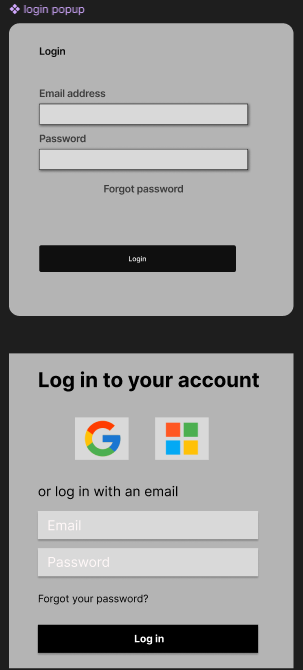 login popup
Login
Email address
Password
Forgot password
Login
Log in to your account
or log in with an email
Email
Password
Forgot your password?
Log in